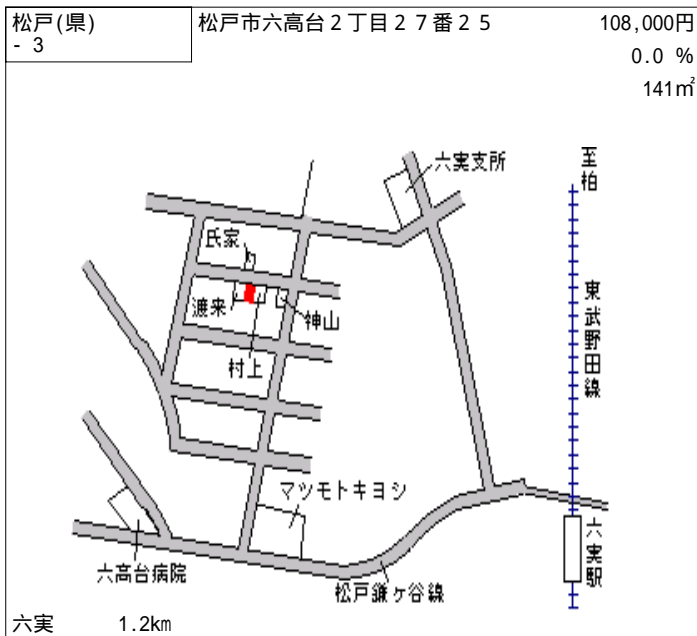 松戸(県)
- 3
松戸市六高台２丁目２７番２５
108,000円
0.0 %
141㎡
六実支所
至柏
氏家
渡来
神山
東武野田線
村上
マツモトキヨシ
六高台病院
松戸鎌ヶ谷線
六実駅
六実 1.2km